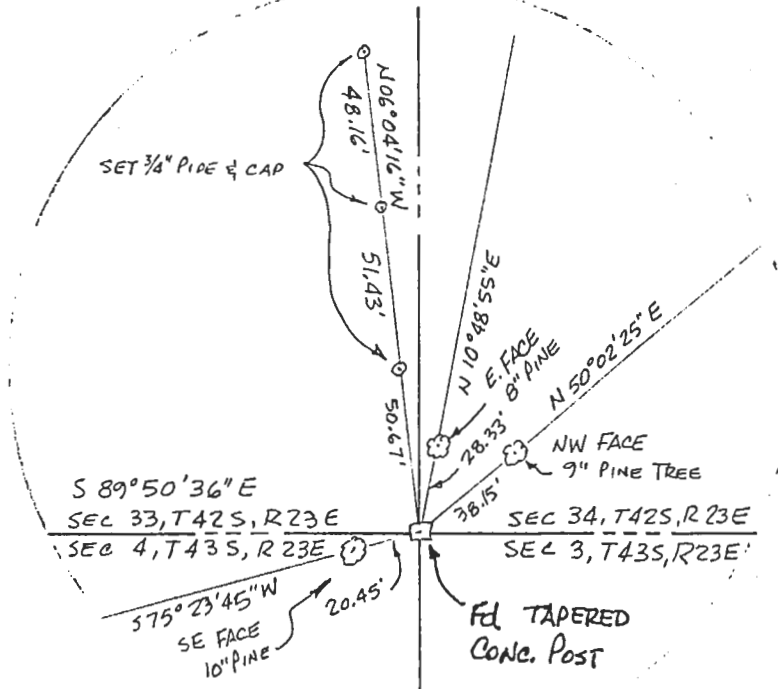 N06°04'16"W
48.16'
SET 3/4" PIPE & CAP
51.43'
N 10°48'55"E
E. FACE
8" PINE
N 50°02'25" E
50.67'
28.33'
NW FACE
9" PINE TREE
38.15'
S 89°50'36" E
SEC 33, T42S, R23E
SEC 34, T42S, R23E
SEC 4, T43S, R23E
SEC 3, T43S, R23E
S75°23'45"W
20.45'
SE FACE
10" PINE
Fd TAPERED
CONC. POST